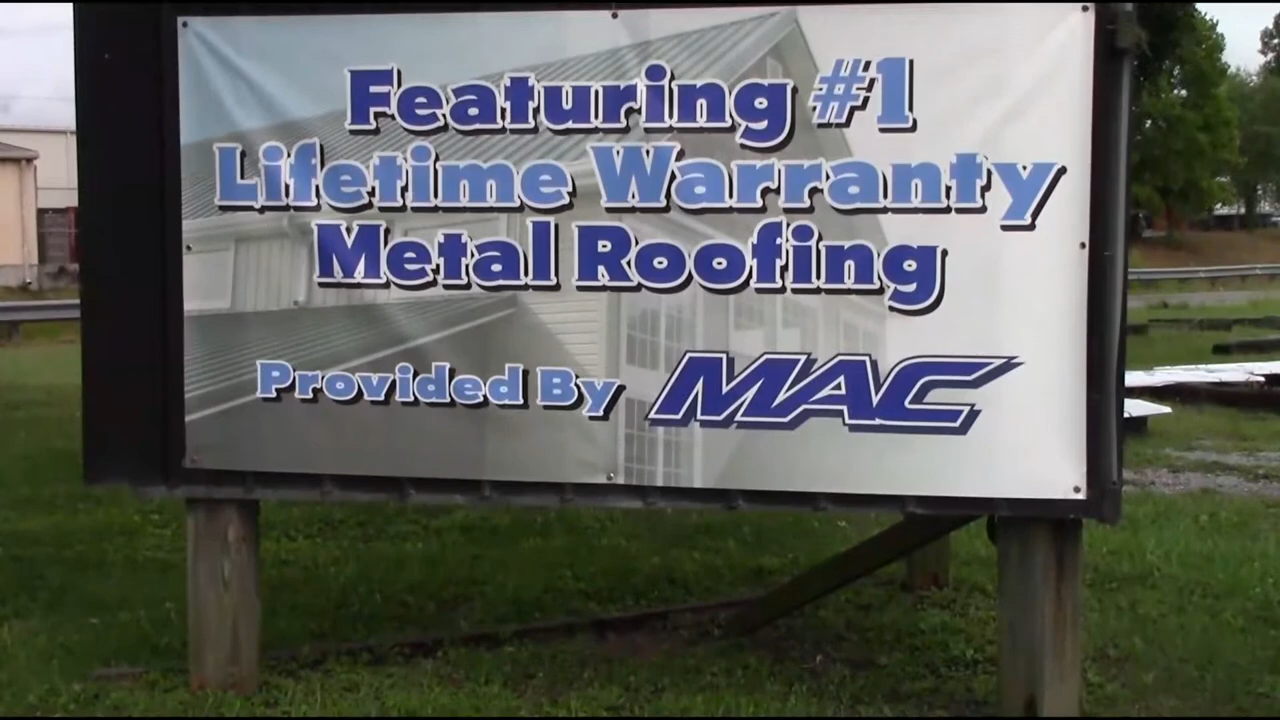 Featuring #1
Lifetime Warranty
Metal Roofing
Provided By MAC